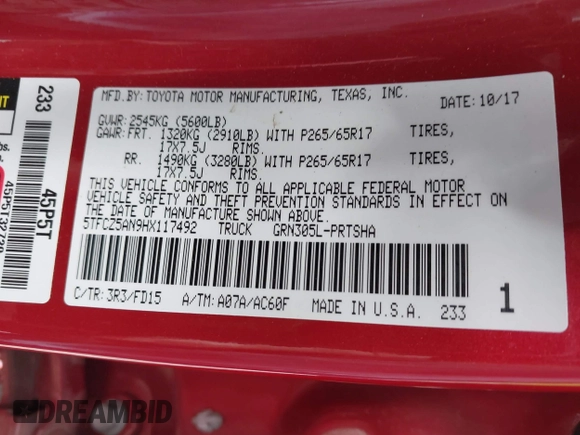 MFD.BY: TOYOTA MOTOR MANUFACTURING, TEXAS, INC.
DATE: 10/17
GVWR: 2545KG (5600LB)
GAWR: FRT. 1320KG (2910LB) WITH P265/65R17 TIRES,
17X7.5J RIMS.
RR. 1490KG (3280LB) WITH P265/65R17 TIRES,
17X7.5J RIMS.
THIS VEHICLE CONFORMS TO ALL APPLICABLE FEDERAL MOTOR
VEHICLE SAFETY AND THEFT PREVENTION STANDARDS IN EFFECT ON
THE DATE OF MANUFACTURE SHOWN ABOVE.
5TFCZ5AN9HX117492 TRUCK GRN305L-PRTSHA
C/TR: 3R3/FD15 A/TM: A07A/AC60F MADE IN U.S.A. 233 1
233
45P5T
DREAMBID